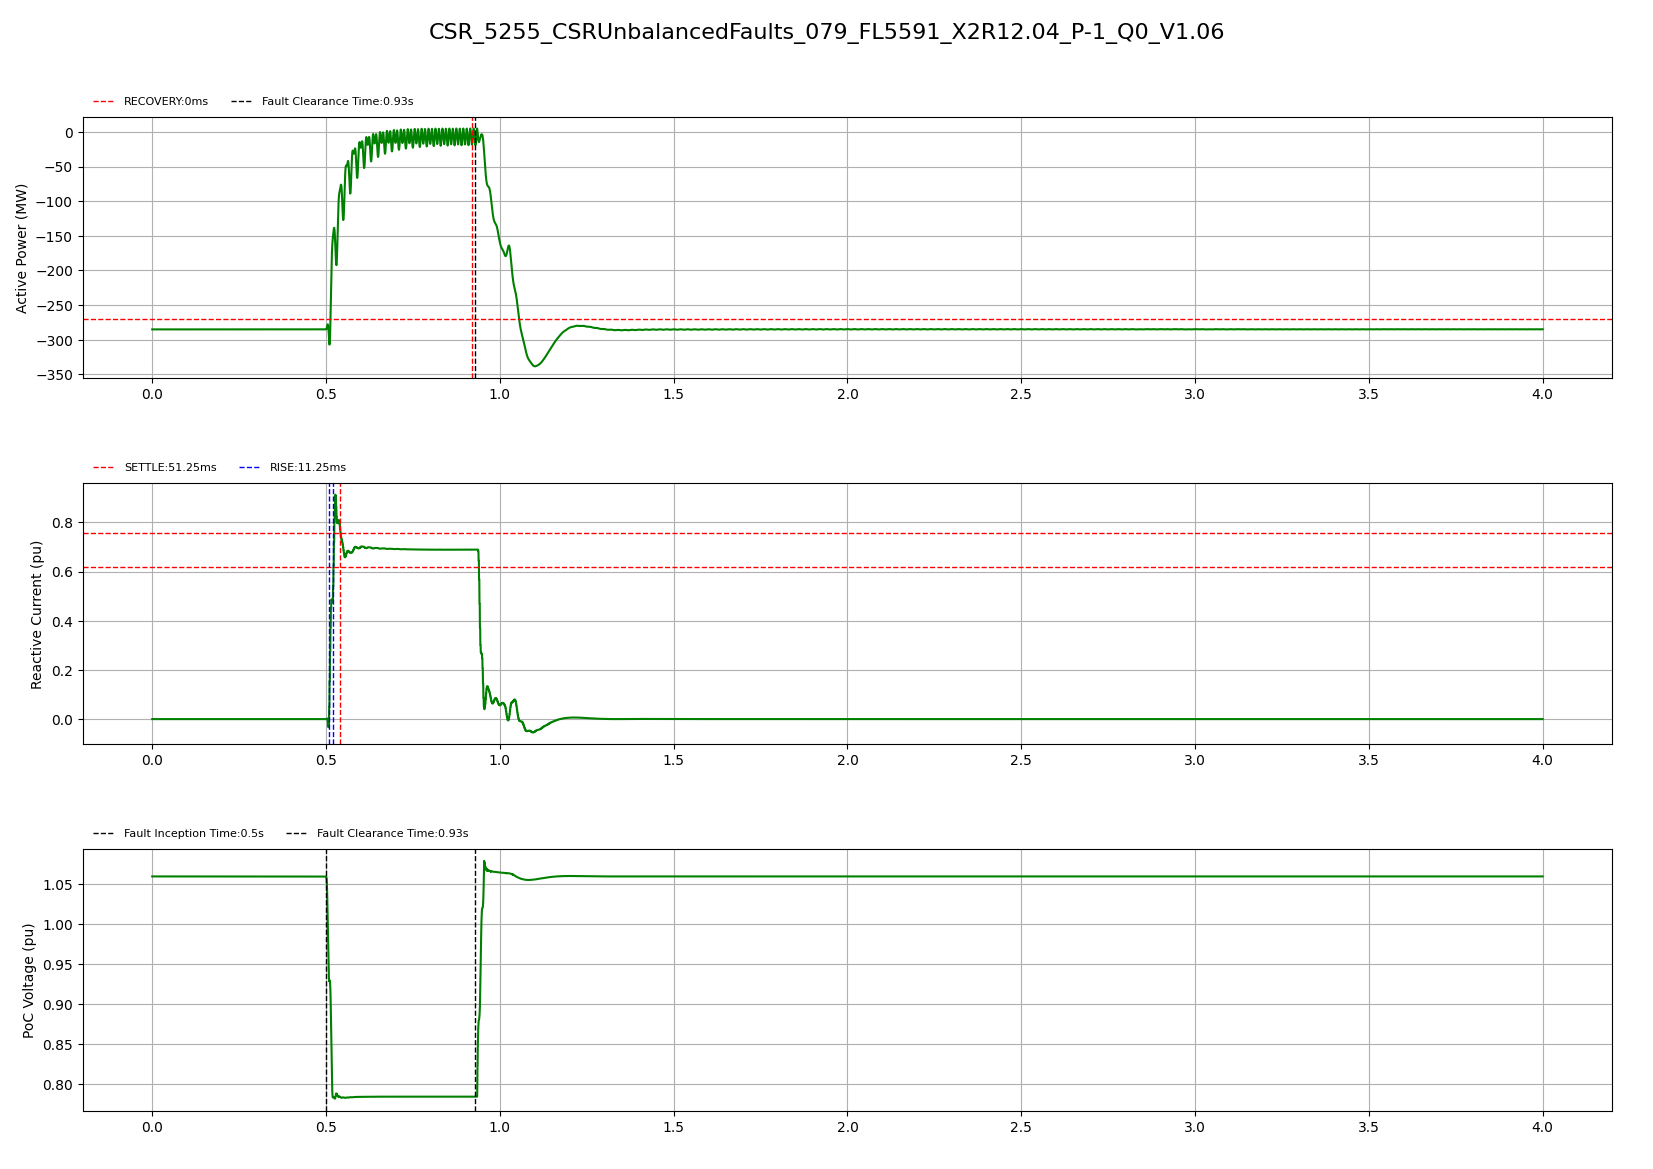 CSR_5255_CSRUnbalancedFaults_079_FL5591_X2R12.04_P-1_Q0_V1.06
RECOVERY:0ms Fault Clearance Time:0.93s
Active Power (MW)
0
−50
−100
−150
−200
−250
−300
−350
0.0 0.5 1.0 1.5 2.0 2.5 3.0 3.5 4.0
SETTLE:51.25ms RISE:11.25ms
Reactive Current (pu)
0.8
0.6
0.4
0.2
0.0
0.0 0.5 1.0 1.5 2.0 2.5 3.0 3.5 4.0
Fault Inception Time:0.5s Fault Clearance Time:0.93s
PoC Voltage (pu)
1.05
1.00
0.95
0.90
0.85
0.80
0.0 0.5 1.0 1.5 2.0 2.5 3.0 3.5 4.0